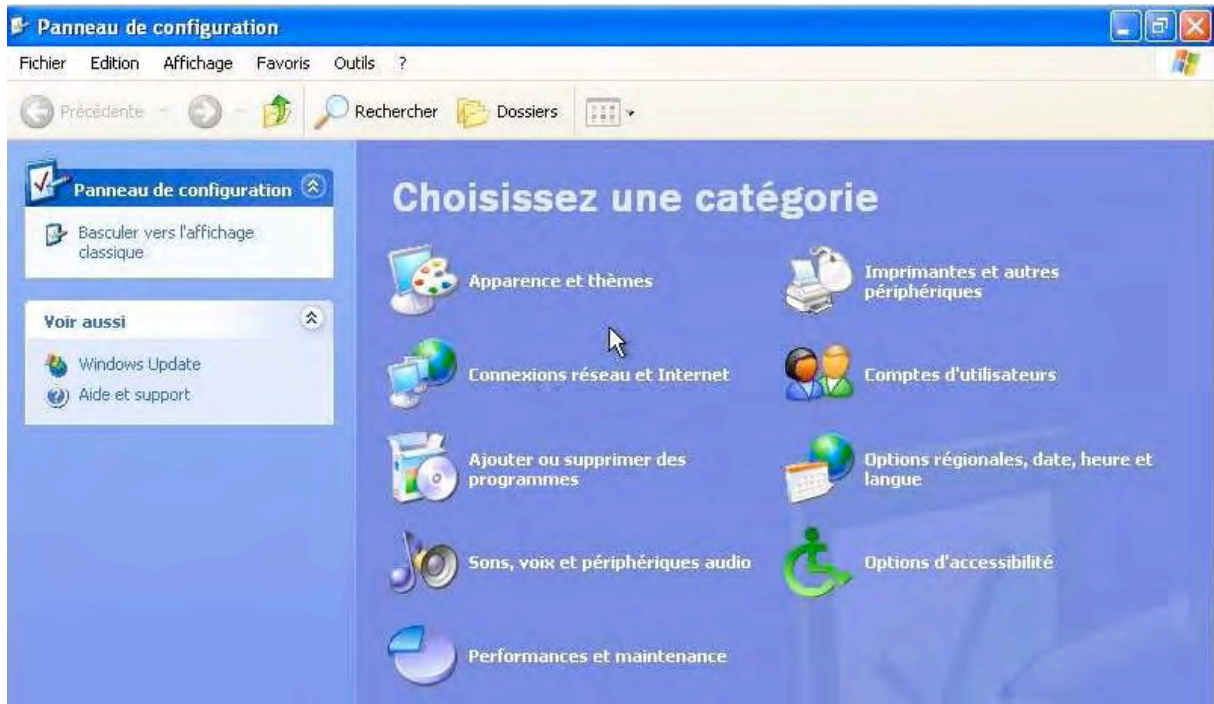 Panneau de configuration
Fichier Edition Affichage Favoris Outils ?
Précédente Rechercher Dossiers
Panneau de configuration
Basculer vers l'affichage
classique
Voir aussi
Windows Update
Aide et support
Choisissez une catégorie
Apparence et thèmes
Imprimantes et autres
périphériques
Connexions réseau et Internet
Comptes d'utilisateurs
Ajouter ou supprimer des
programmes
Options régionales, date, heure et
langue
Sons, voix et périphériques audio
Options d'accessibilité
Performances et maintenance